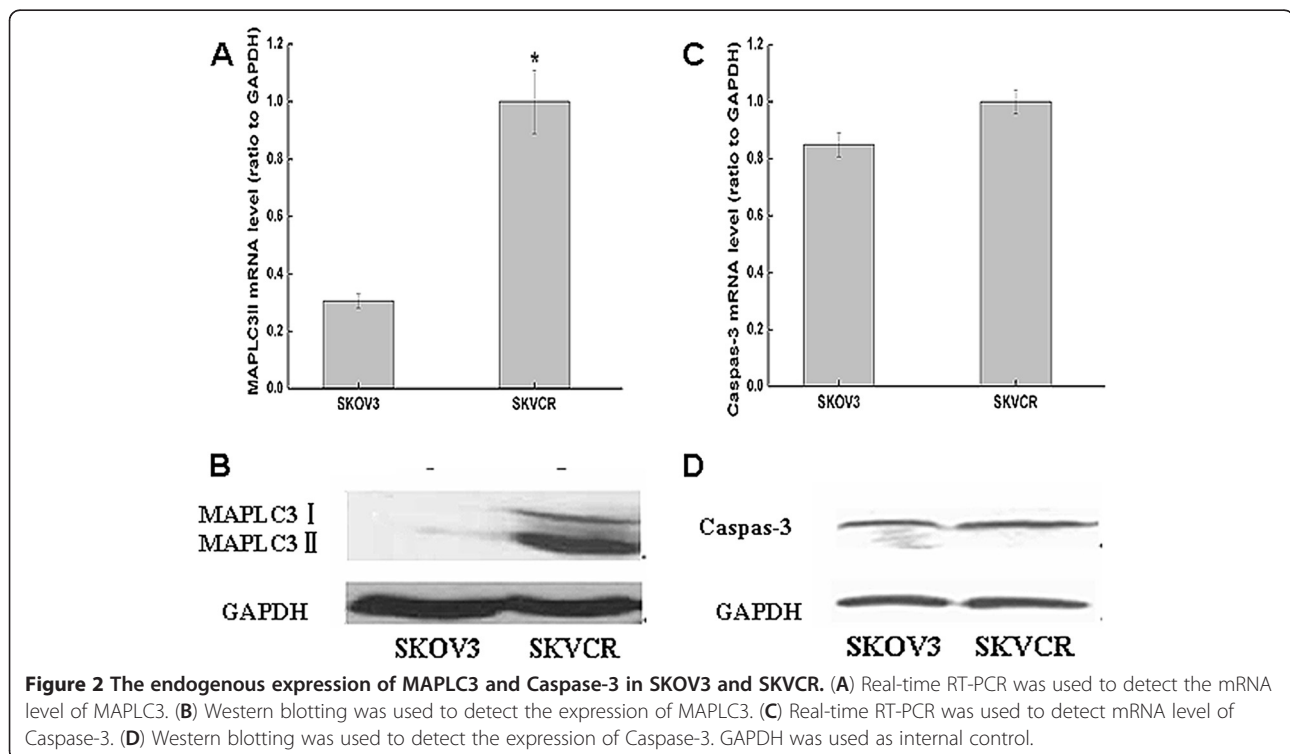 A
MAPLC3II mRNA level (ratio to GAPDH)
1.2
1.0
0.8
0.6
0.4
0.2
0.0
*
SKOV3 SKVCR
C
Caspas-3 mRNA level (ratio to GAPDH)
1.2
1.0
0.8
0.6
0.4
0.2
0.0
SKOV3 SKVCR
B
- -
MAPLC3 Ⅰ
MAPLC3 Ⅱ
GAPDH
SKOV3 SKVCR
D
Caspas-3
GAPDH
SKOV3 SKVCR
Figure 2 The endogenous expression of MAPLC3 and Caspase-3 in SKOV3 and SKVCR. (A) Real-time RT-PCR was used to detect the mRNA
level of MAPLC3. (B) Western blotting was used to detect the expression of MAPLC3. (C) Real-time RT-PCR was used to detect mRNA level of
Caspase-3. (D) Western blotting was used to detect the expression of Caspase-3. GAPDH was used as internal control.